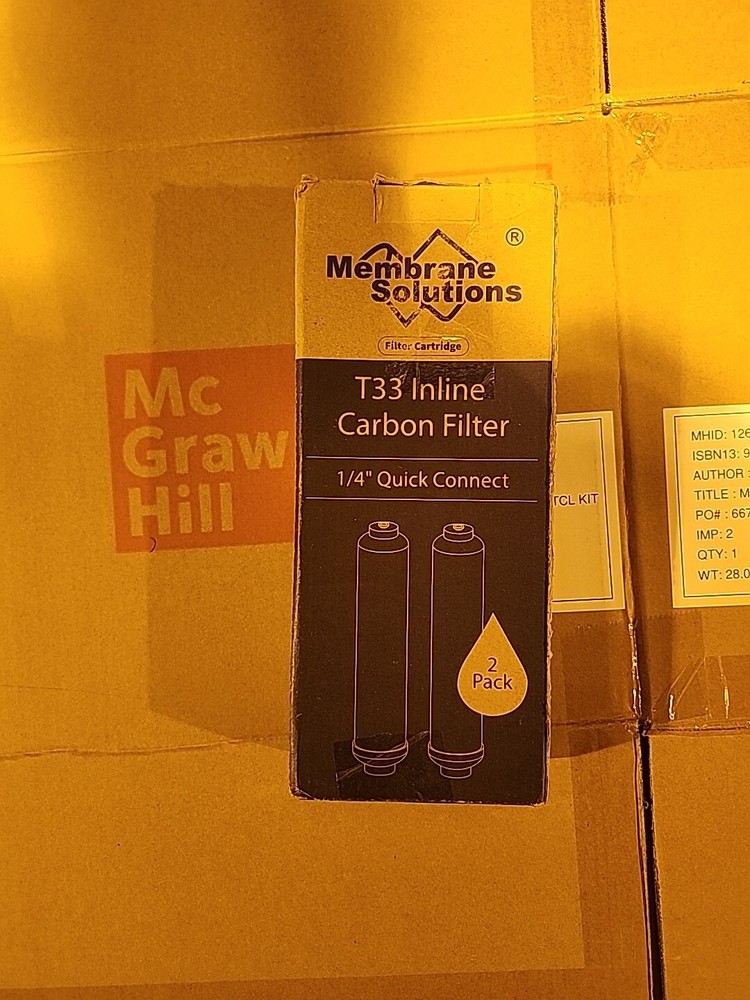 Membrane
Solutions
®
Filter Cartridge
T33 Inline
Carbon Filter
1/4" Quick Connect
2
Pack
Mc
Graw
Hill
TCL KIT
MHID: 126
ISBN13: 9
AUTHOR :
TITLE : M
PO# : 667
IMP: 2
QTY: 1
WT: 28.0